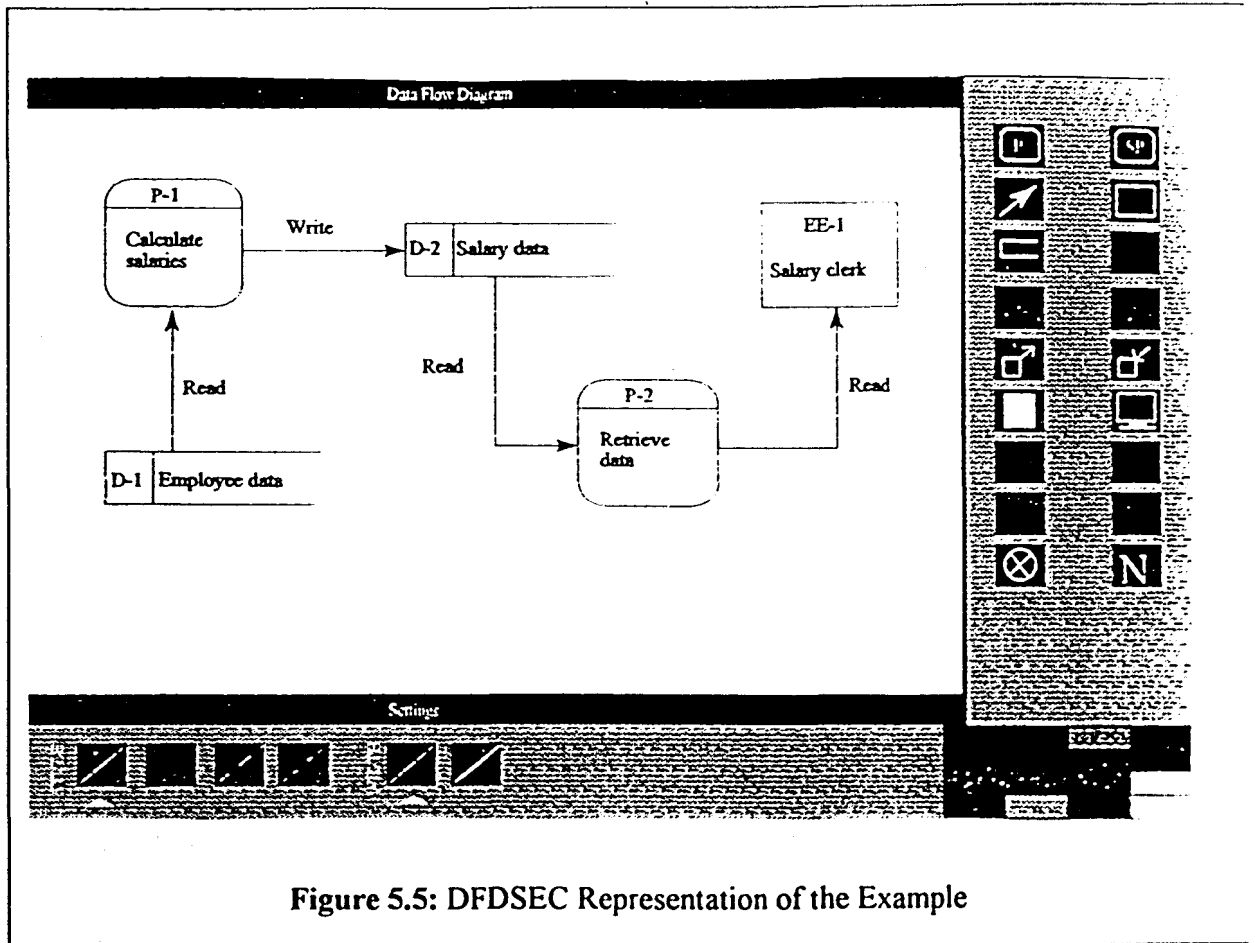 Data Flow Diagram
P
SP
P-1
Calculate
salaries
Write
D-2 Salary data
EE-1
Salary clerk
Read
Read
Read
P-2
Retrieve
data
D-1 Employee data
N
Settings
Figure 5.5: DFDSEC Representation of the Example